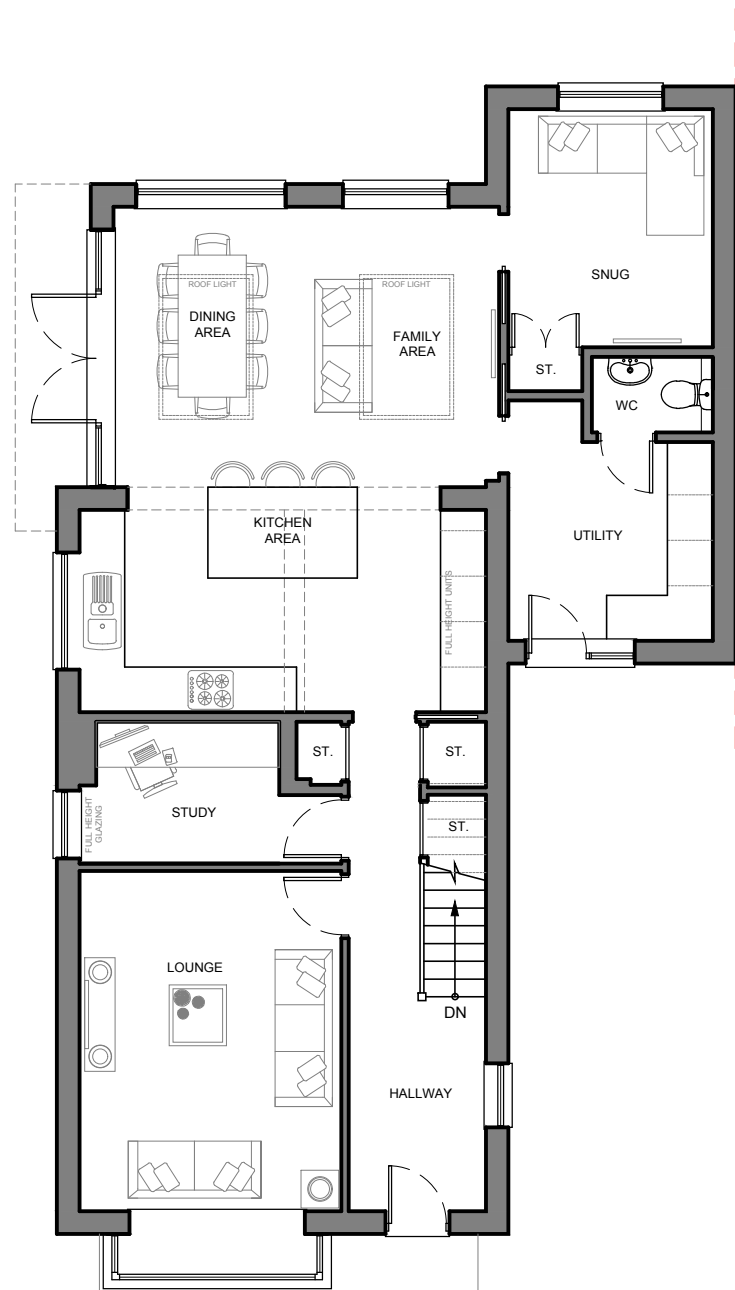 SNUG
ROOF LIGHT
ROOF LIGHT
DINING
AREA
FAMILY
AREA
ST.
WC
KITCHEN
AREA
UTILITY
FULL HEIGHT UNITS
ST.
ST.
FULL HEIGHT
GLAZING
STUDY
ST.
LOUNGE
DN
HALLWAY